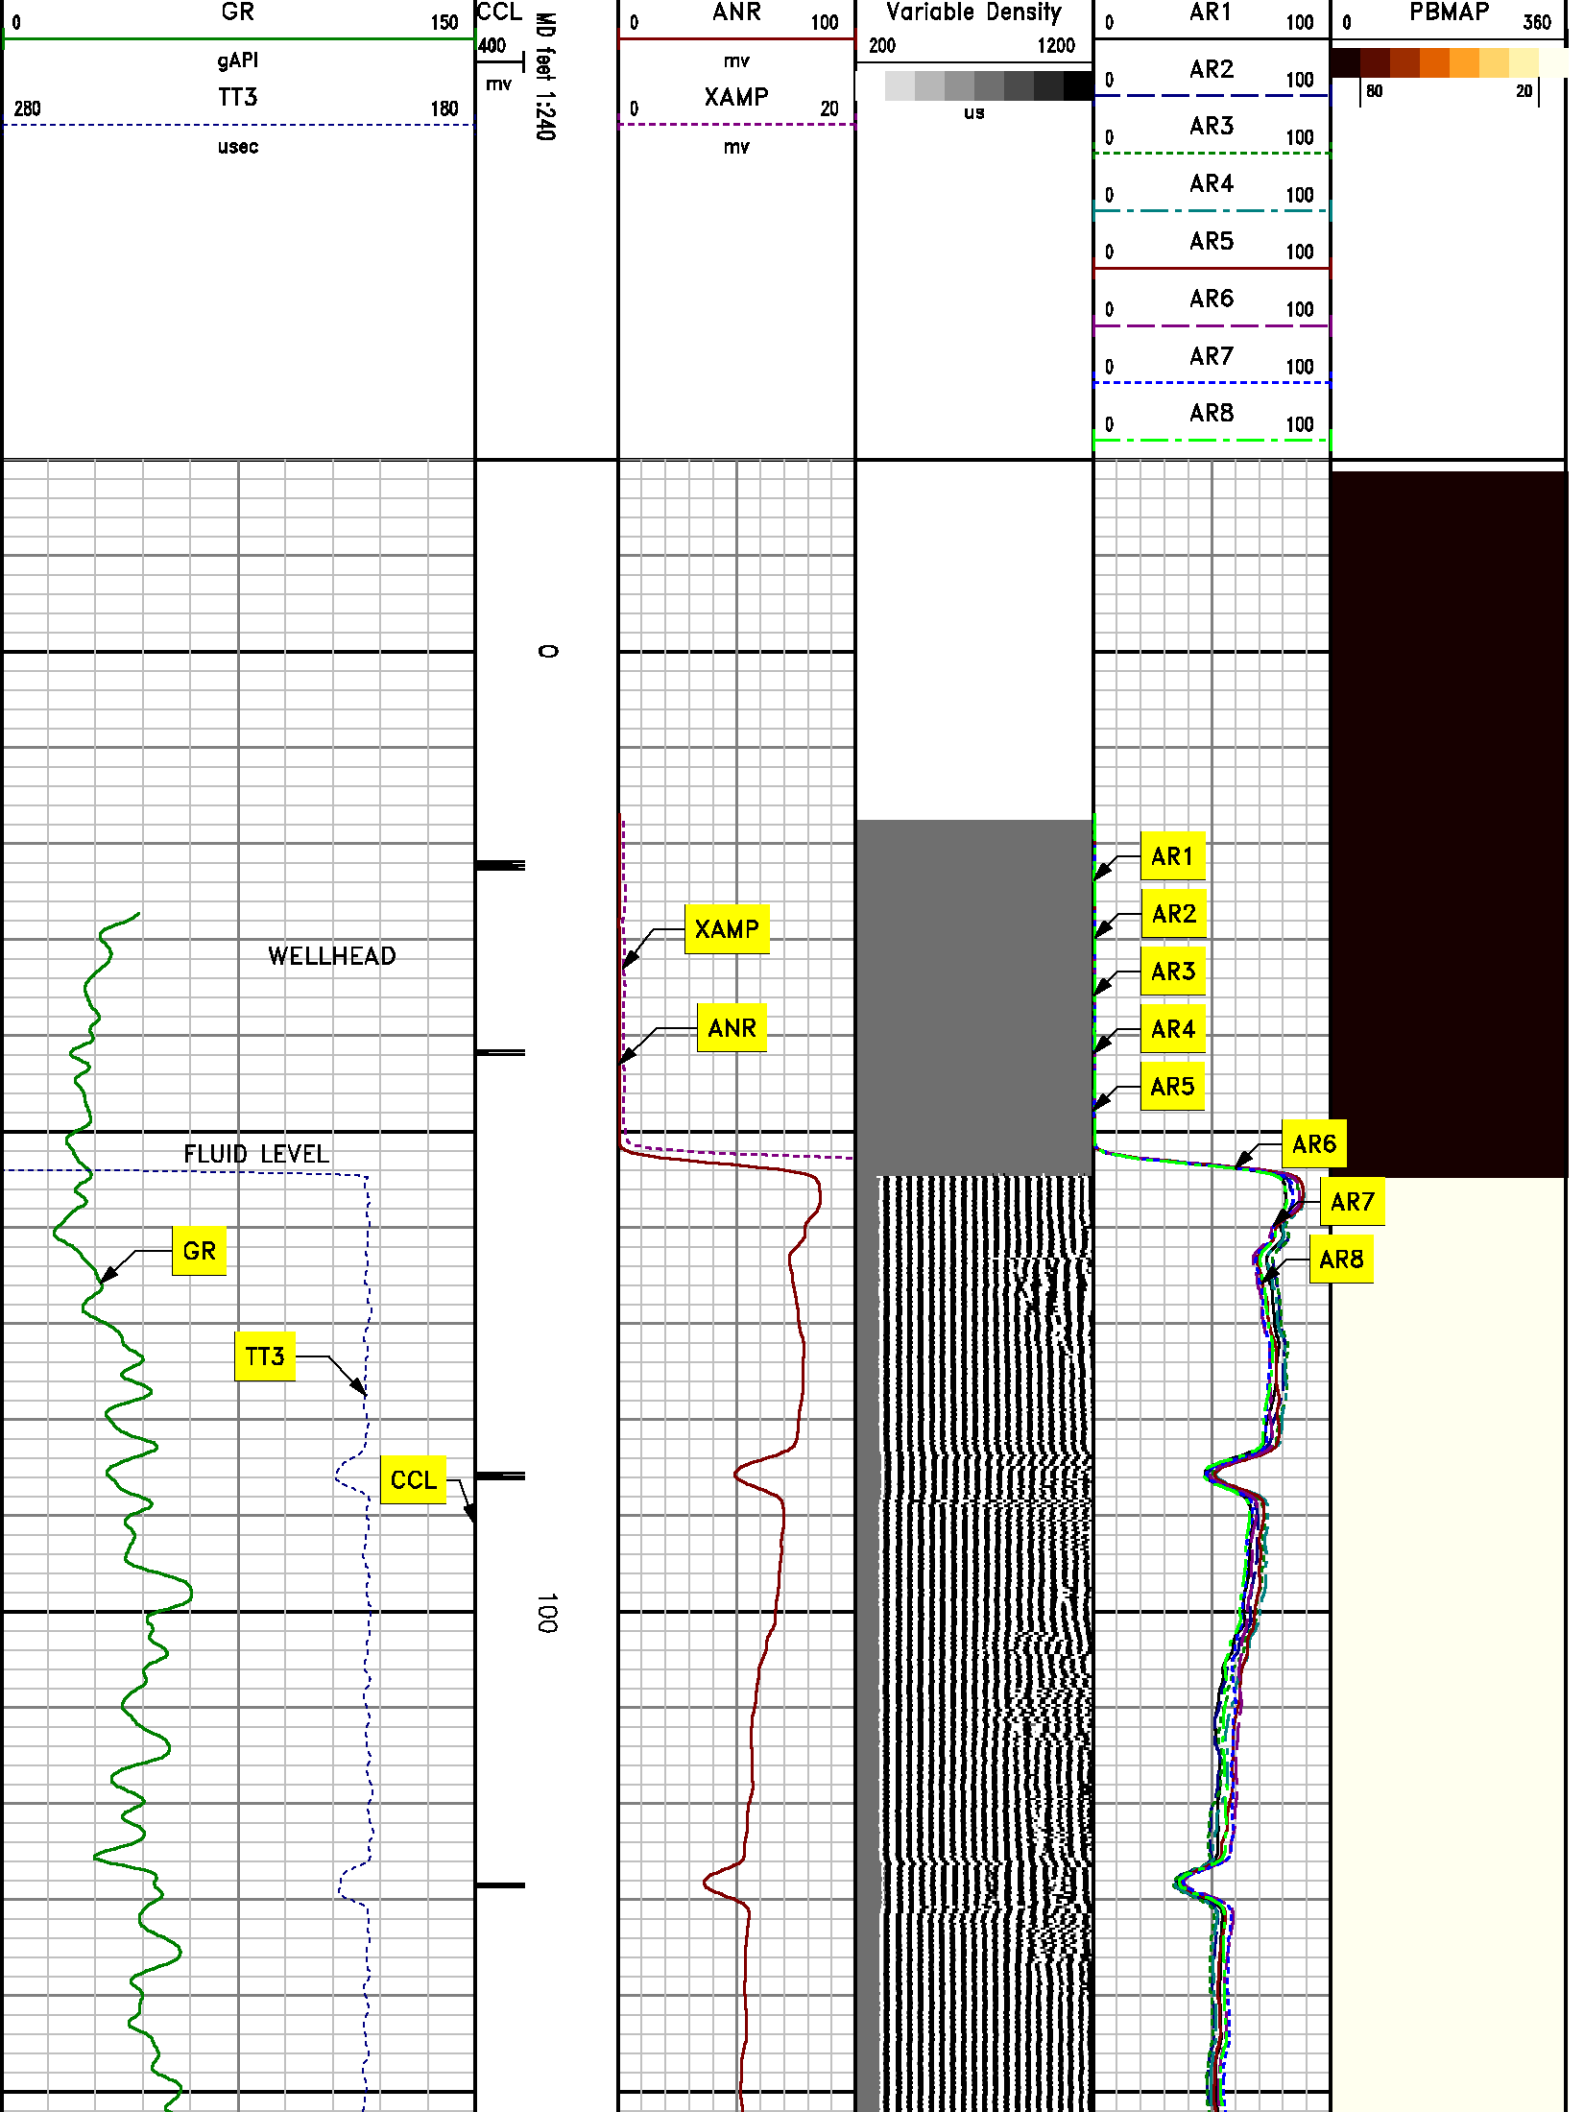 GR
0 150
gAPI
TT3
280 180
usec
CCL
400
mv
MD feet 1:240
ANR
0 100
mv
XAMP
0 20
mv
Variable Density
200 1200
us
AR1
0 100
AR2
0 100
AR3
0 100
AR4
0 100
AR5
0 100
AR6
0 100
AR7
0 100
AR8
0 100
PBMAP
0 360
80 20
0
AR1
AR2
XAMP
WELLHEAD
AR3
ANR
AR4
AR5
AR6
FLUID LEVEL
AR7
GR
AR8
TT3
CCL
100